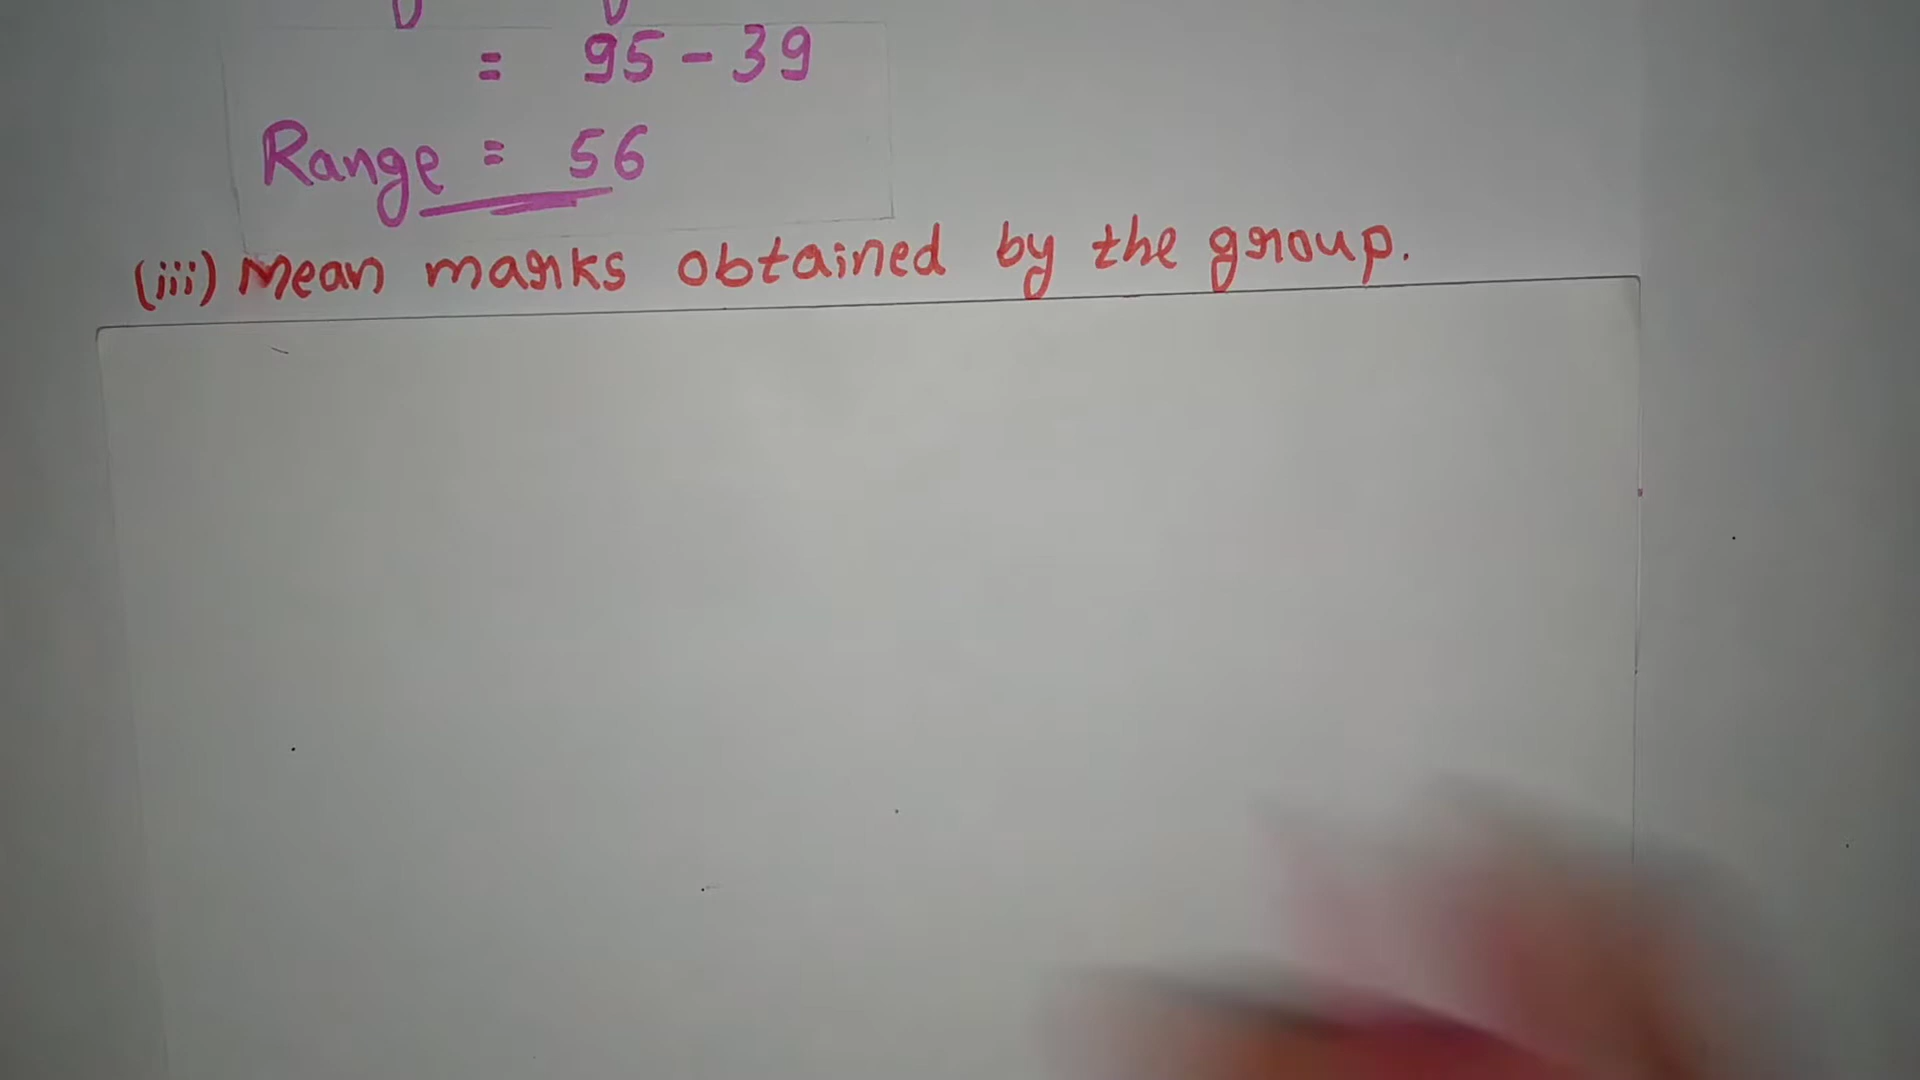 = 95 - 39
Range = 56
(iii) Mean marks obtained by the group.